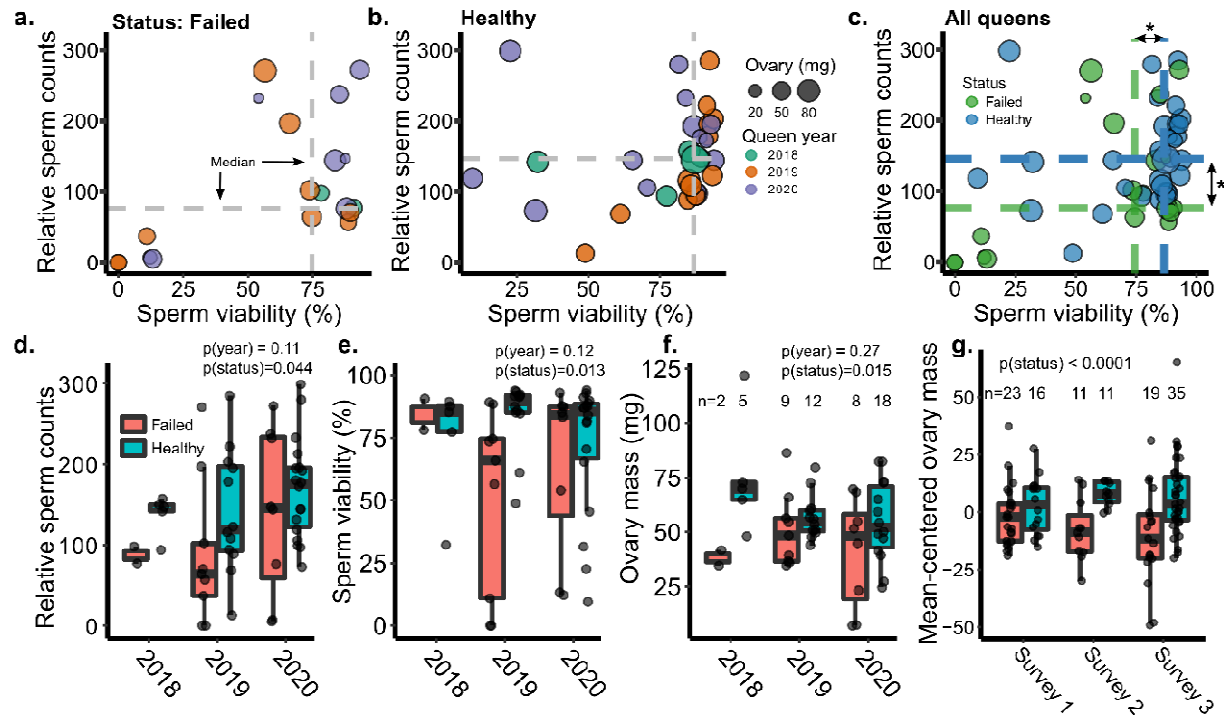 a.
Status: Failed
Relative sperm counts
300
200
100
0
Median
0
25
50
75
Sperm viability (%)
b.
Healthy
Relative sperm counts
300
200
100
0
25
50
75
Sperm viability (%)
Ovary (mg)
20 50 80
Queen year
2018
2019
2020
c.
All queens
*
Relative sperm counts
300
200
100
0
Status
Failed
Healthy
*
0
25
50
75
100
Sperm viability (%)
d.
p(year) = 0.11
p(status)=0.044
Relative sperm counts
300
200
100
0
Failed
Healthy
2018
2019
2020
e.
p(year) = 0.12
p(status)=0.013
Sperm viability (%)
100
75
50
25
0
2018
2019
2020
f.
p(year) = 0.27
p(status)=0.015
Ovary mass (mg)
125
100
75
50
25
n=2 5 9 12 8 18
2018
2019
2020
g.
p(status) < 0.0001
Mean-centered ovary mass
50
25
0
−25
−50
n=23 16 11 11 19 35
Survey 1
Survey 2
Survey 3